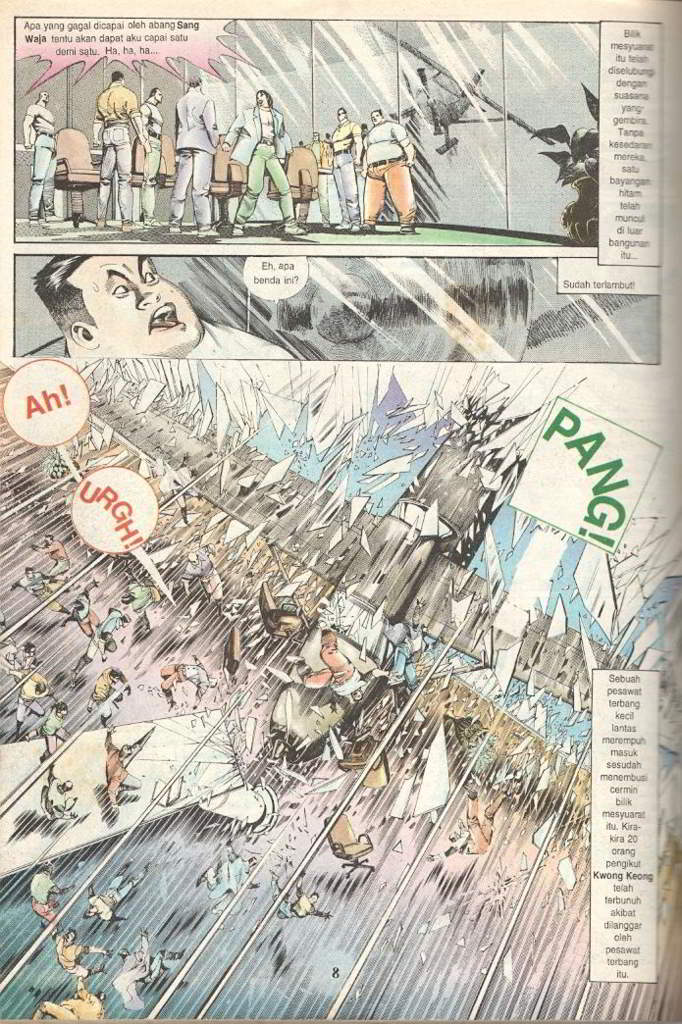 Apa yang gagal dicapai oleh abang Sang
Waja tentu akan dapat aku capai satu
demi satu. Ha, ha, ha...
Bilik
mesyuarat
itu telah
diselubungi
dengan
suasana
yang
gembira.
Tanpa
kesedaran
mereka,
satu
bayangan
hitam
telah
muncul
di luar
bangunan
itu...
Eh, apa
benda ini?
Sudah terlambat!
Ah!
URGH!
PANG!
Sebuah
pesawat
terbang
kecil
lantas
merempuh
masuk
sesudah
menembusi
cermin
bilik
mesyuarat
itu. Kira-
kira 20
orang
pengikut
Kwong Keong
telah
terbunuh
akibat
dilanggar
oleh
pesawat
terbang
itu.
8